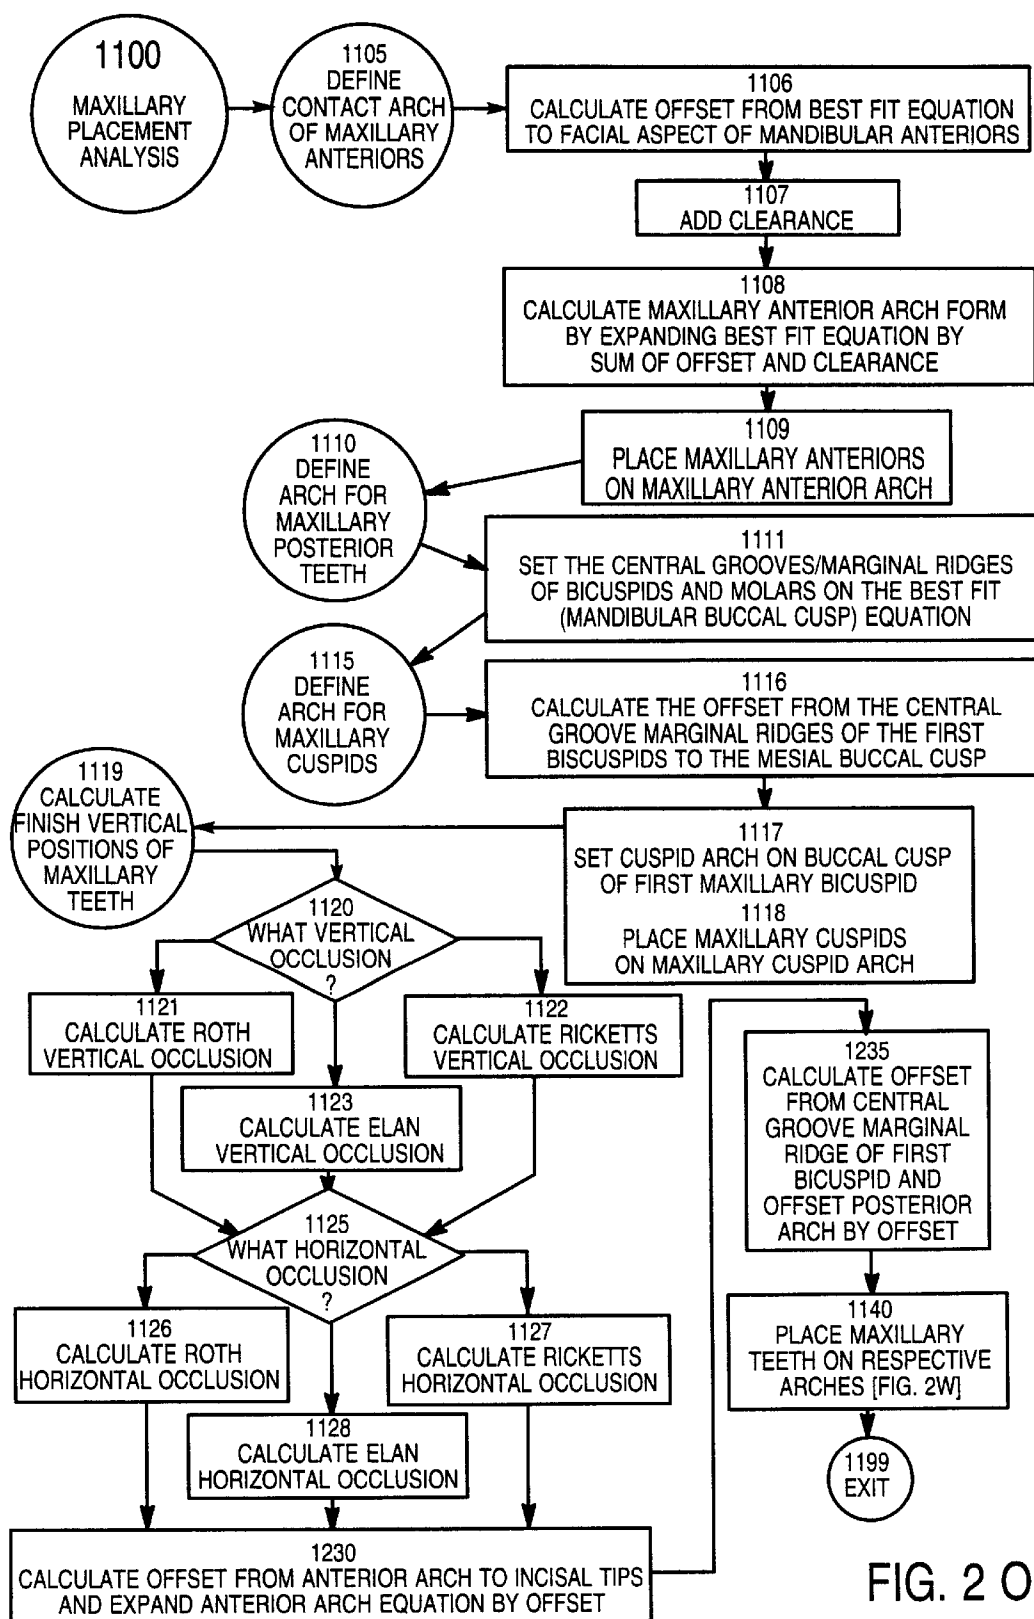 1100
MAXILLARY
PLACEMENT
ANALYSIS
1105
DEFINE
CONTACT ARCH
OF MAXILLARY
ANTERIORS
1106
CALCULATE OFFSET FROM BEST FIT EQUATION
TO FACIAL ASPECT OF MANDIBULAR ANTERIORS
1107
ADD CLEARANCE
1108
CALCULATE MAXILLARY ANTERIOR ARCH FORM
BY EXPANDING BEST FIT EQUATION BY
SUM OF OFFSET AND CLEARANCE
1109
PLACE MAXILLARY ANTERIORS
ON MAXILLARY ANTERIOR ARCH
1110
DEFINE
ARCH FOR
MAXILLARY
POSTERIOR
TEETH
1111
SET THE CENTRAL GROOVES/MARGINAL RIDGES
OF BICUSPIDS AND MOLARS ON THE BEST FIT
(MANDIBULAR BUCCAL CUSP) EQUATION
1115
DEFINE
ARCH FOR
MAXILLARY
CUSPIDS
1116
CALCULATE THE OFFSET FROM THE CENTRAL
GROOVE MARGINAL RIDGES OF THE FIRST
BISCUSPIDS TO THE MESIAL BUCCAL CUSP
1117
SET CUSPID ARCH ON BUCCAL CUSP
OF FIRST MAXILLARY BICUSPID
1118
PLACE MAXILLARY CUSPIDS
ON MAXILLARY CUSPID ARCH
1119
CALCULATE
FINISH VERTICAL
POSITIONS OF
MAXILLARY
TEETH
1120
WHAT VERTICAL
OCCLUSION
?
1121
CALCULATE ROTH
VERTICAL OCCLUSION
1122
CALCULATE RICKETTS
VERTICAL OCCLUSION
1123
CALCULATE ELAN
VERTICAL OCCLUSION
1125
WHAT HORIZONTAL
OCCLUSION
?
1126
CALCULATE ROTH
HORIZONTAL OCCLUSION
1127
CALCULATE RICKETTS
HORIZONTAL OCCLUSION
1128
CALCULATE ELAN
HORIZONTAL OCCLUSION
1230
CALCULATE OFFSET FROM ANTERIOR ARCH TO INCISAL TIPS
AND EXPAND ANTERIOR ARCH EQUATION BY OFFSET
1235
CALCULATE OFFSET
FROM CENTRAL
GROOVE MARGINAL
RIDGE OF FIRST
BICUSPID AND
OFFSET POSTERIOR
ARCH BY OFFSET
1140
PLACE MAXILLARY
TEETH ON RESPECTIVE
ARCHES [FIG. 2W]
1199
EXIT
FIG. 2 O